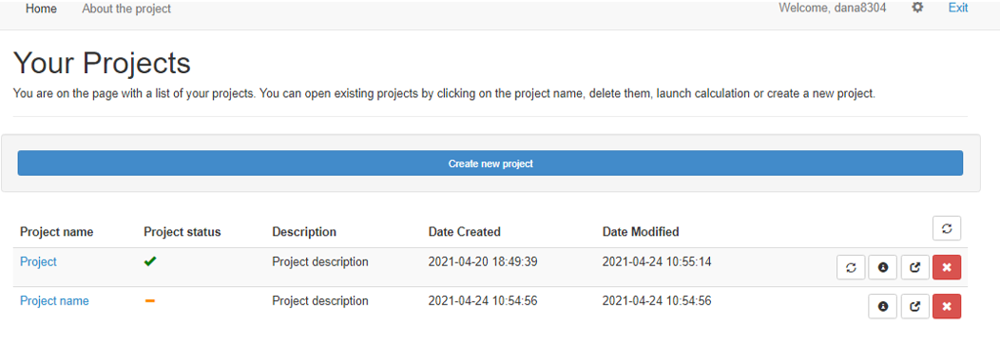 Home About the project Welcome, dana8304 Exit
Your Projects
You are on the page with a list of your projects. You can open existing projects by clicking on the project name, delete them, launch calculation or create a new project.
Create new project
Project name Project status Description Date Created Date Modified
Project Project description 2021-04-20 18:49:39 2021-04-24 10:55:14
Project name Project description 2021-04-24 10:54:56 2021-04-24 10:54:56